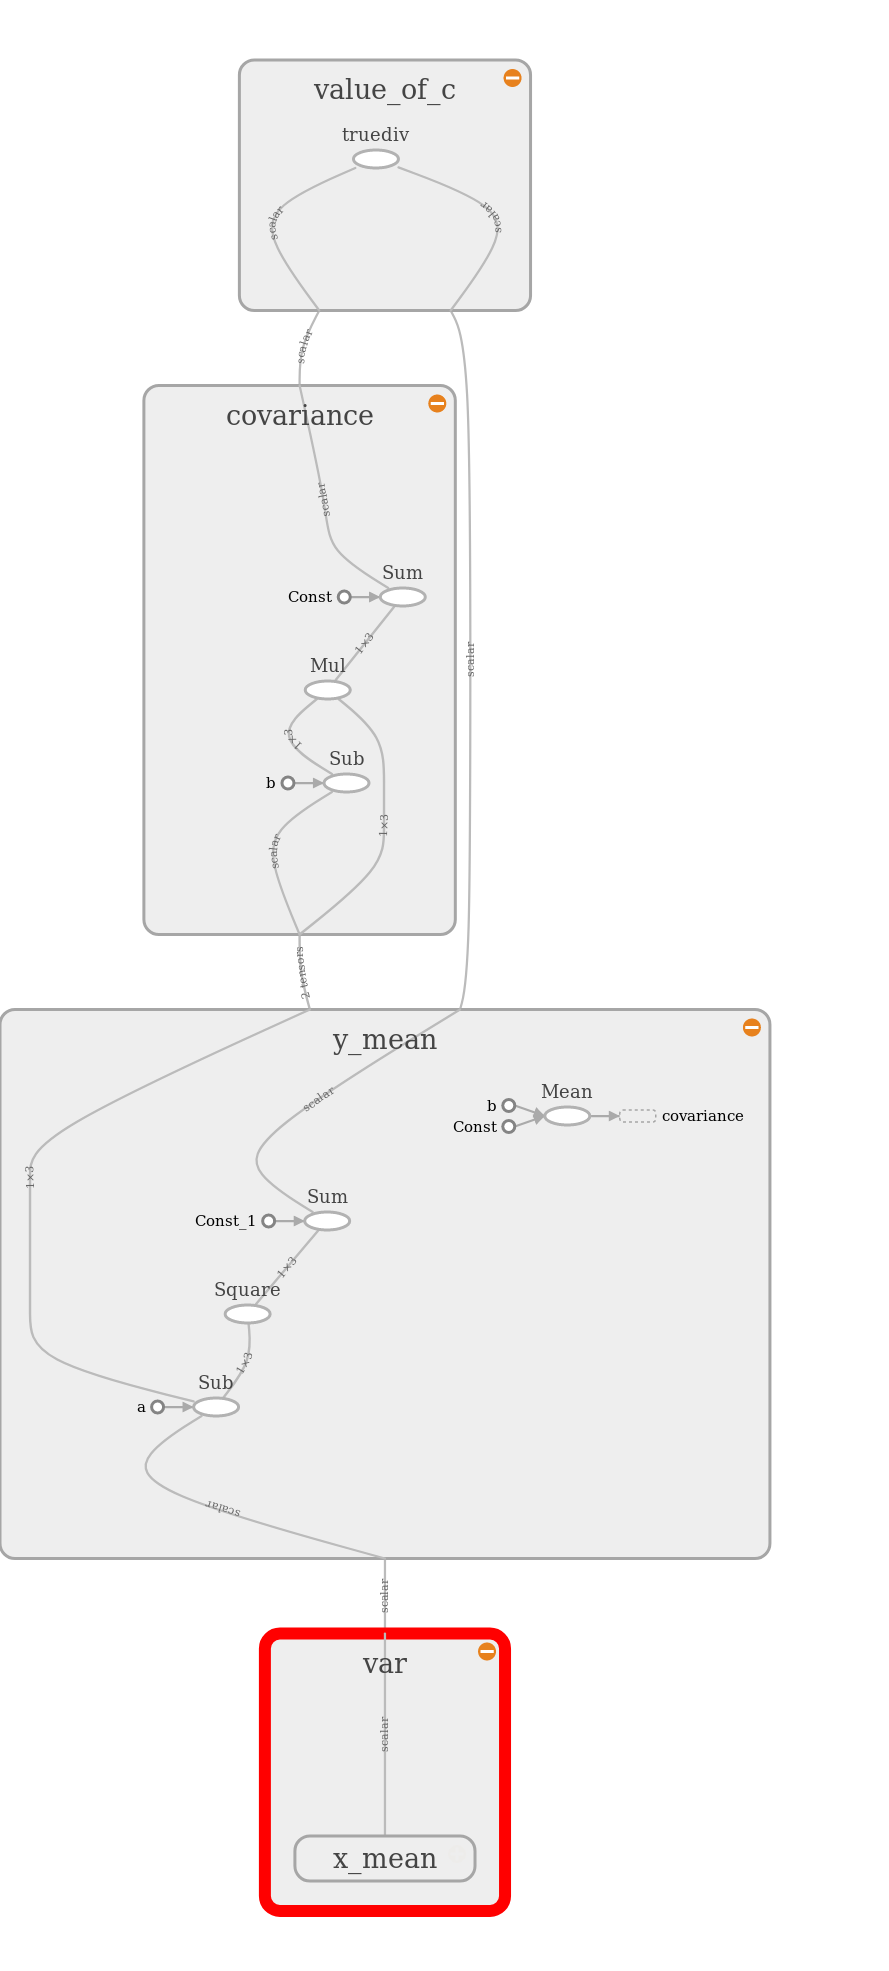 value_of_c
truediv
scalar
scalar
scalar
covariance
scalar
Sum
Const
1×3
scalar
Mul
1×3
Sub
b
1×3
scalar
2 tensors
y_mean
Mean
scalar
b
Const
covariance
1×3
Sum
Const_1
1×3
Square
1×3
Sub
a
scalar
scalar
var
scalar
x_mean